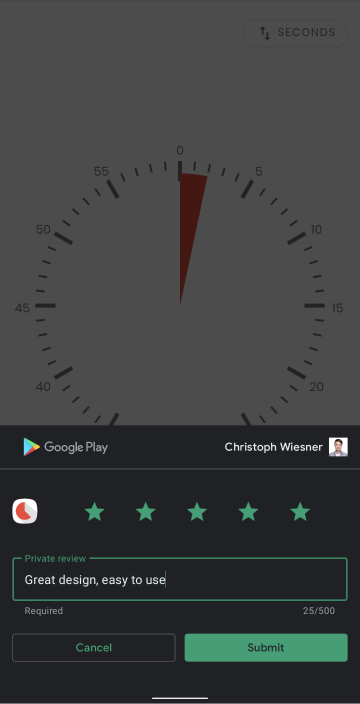 SECONDS
0
55
5
50
10
45
15
40
20
Google Play
Christoph Wiesner
Private review
Great design, easy to use
Required
25/500
Cancel
Submit